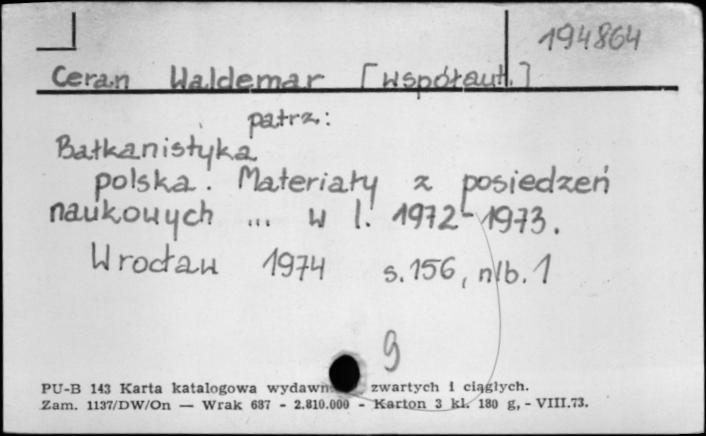 194864
Ceran Waldemar [współaut.]
patrz:
Bałkanistyka
polska. Materiały z posiedzeń
naukowych ... w l. 1972-1973.
Wrocław 1974 s. 156, nlb. 1
9
PU-B 143 Karta katalogowa wydawn zwartych i ciągłych.
Zam. 1137/DW/On — Wrak 687 - 2.810.000 - Karton 3 kl. 180 g, - VIII.73.